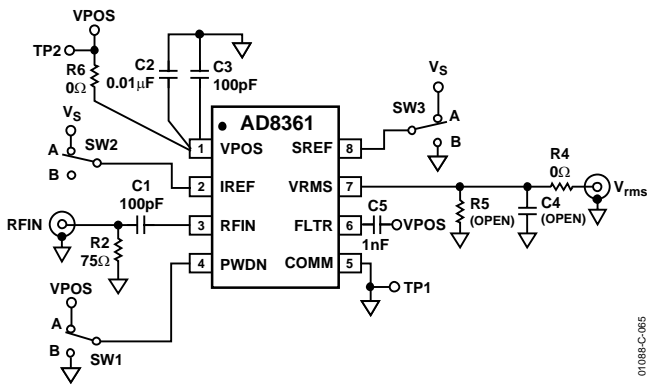 VPOS
TP2
R6
0Ω
C2
0.01μF
C3
100pF
VS
SW2
A
B
AD8361
1 VPOS
2 IREF
3 RFIN
4 PWDN
SREF 8
VRMS 7
FLTR 6
COMM 5
VS
SW3
A
B
C1
100pF
RFIN
R2
75Ω
C5
1nF
VPOS
R4
0Ω
Vrms
R5
(OPEN)
C4
(OPEN)
TP1
VPOS
A
B
SW1
01088-C-065